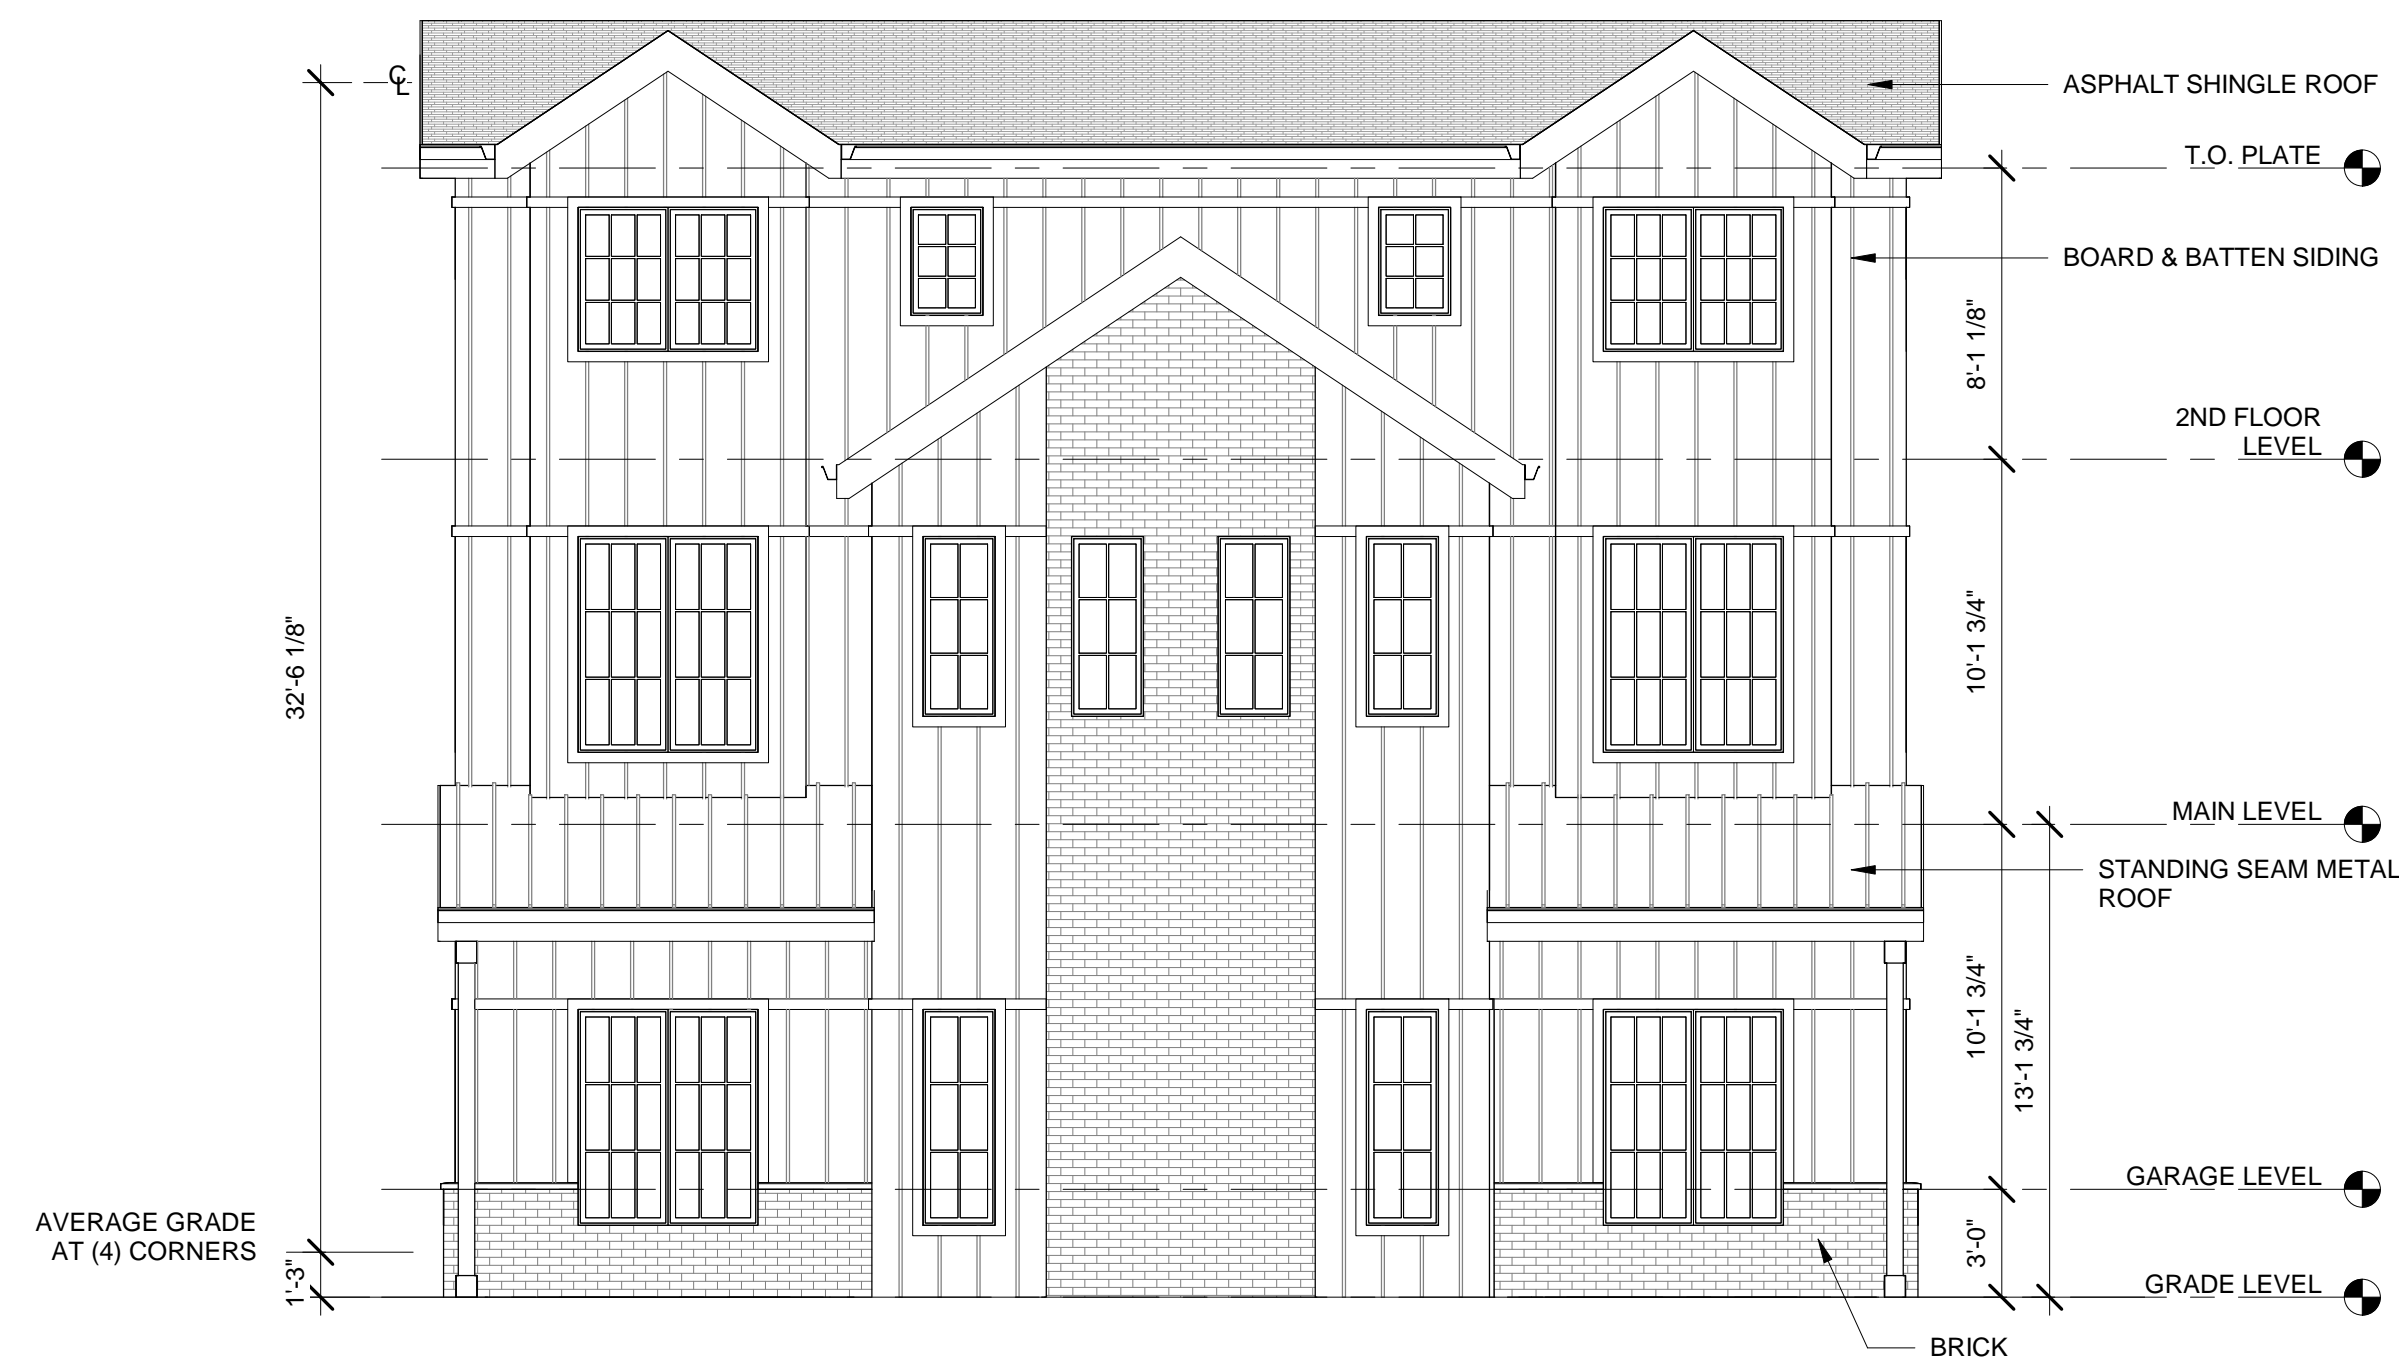 ℄
ASPHALT SHINGLE ROOF
T.O. PLATE
BOARD & BATTEN SIDING
8'-1 1/8"
2ND FLOOR
LEVEL
32'-6 1/8"
10'-1 3/4"
MAIN LEVEL
STANDING SEAM METAL
ROOF
10'-1 3/4"
13'-1 3/4"
GARAGE LEVEL
AVERAGE GRADE
AT (4) CORNERS
3'-0"
1'-3"
GRADE LEVEL
BRICK